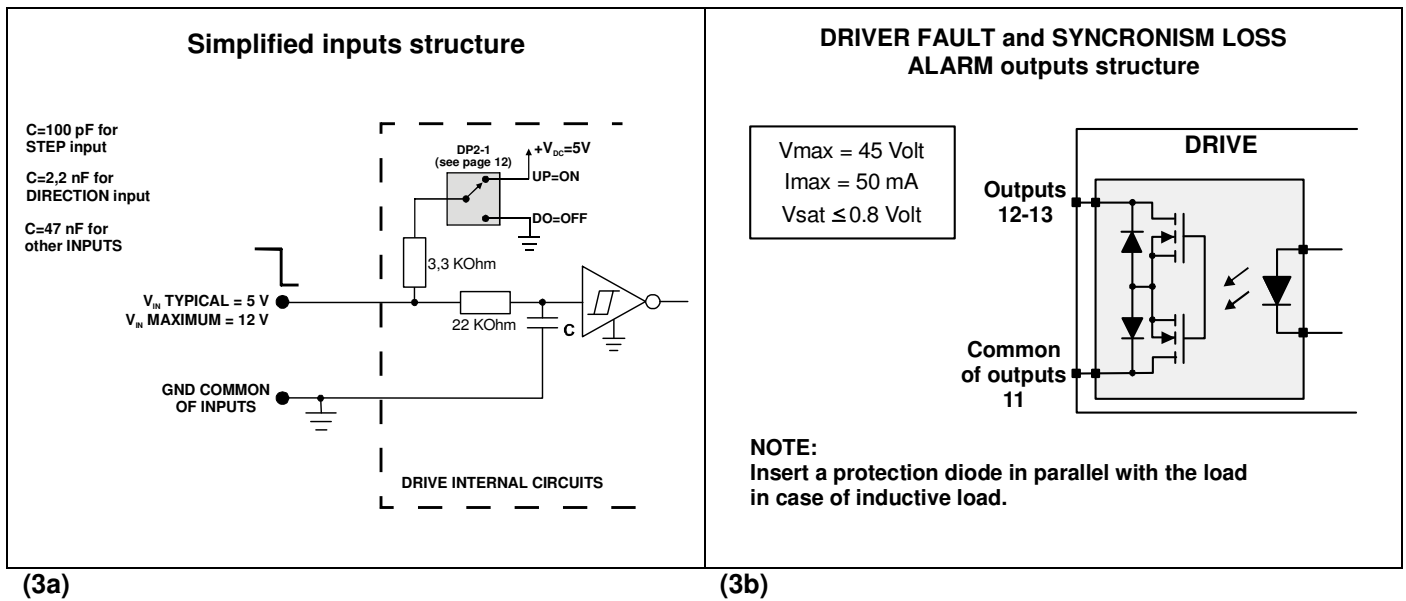 Simplified inputs structure
C=100 pF for
STEP input
C=2,2 nF for
DIRECTION input
C=47 nF for
other INPUTS
DP2-1
(see page 12)
+VDC=5V
UP=ON
DO=OFF
3,3 KOhm
VIN TYPICAL = 5 V
VIN MAXIMUM = 12 V
22 KOhm
C
GND COMMON
OF INPUTS
DRIVE INTERNAL CIRCUITS
(3a)
DRIVER FAULT and SYNCRONISM LOSS
ALARM outputs structure
Vmax = 45 Volt
Imax = 50 mA
Vsat ≤ 0.8 Volt
DRIVE
Outputs
12-13
Common
of outputs
11
NOTE:
Insert a protection diode in parallel with the load
in case of inductive load.
(3b)